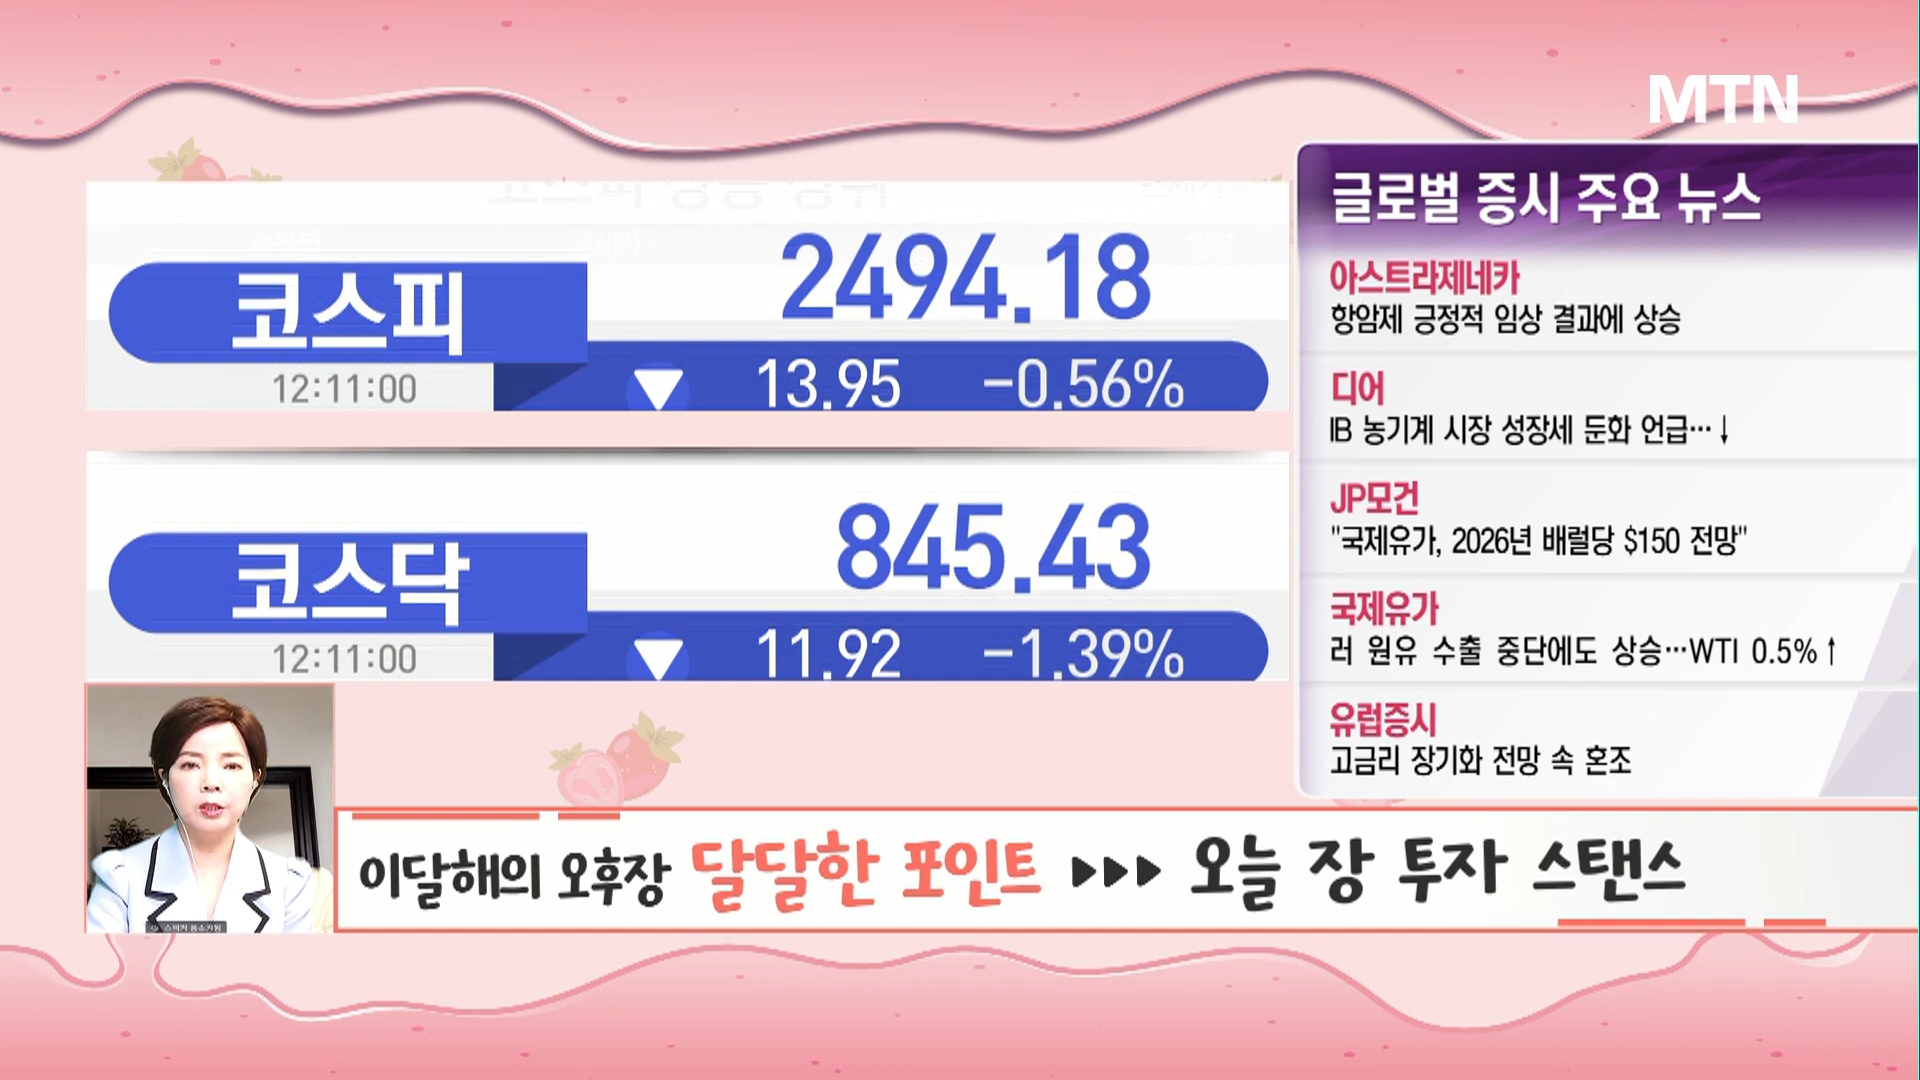 MTN
코스피
12:11:00
2494.18
▼ 13.95 -0.56%
코스닥
12:11:00
845.43
▼ 11.92 -1.39%
글로벌 증시 주요 뉴스
아스트라제네카
항암제 긍정적 임상 결과에 상승
디어
IB 농기계 시장 성장세 둔화 언급…↓
JP모건
"국제유가, 2026년 배럴당 $150 전망"
국제유가
러 원유 수출 중단에도 상승…WTI 0.5%↑
유럽증시
고금리 장기화 전망 속 혼조
이달해의 오후장 달달한 포인트 ▶▶▶ 오늘 장 투자 스탠스